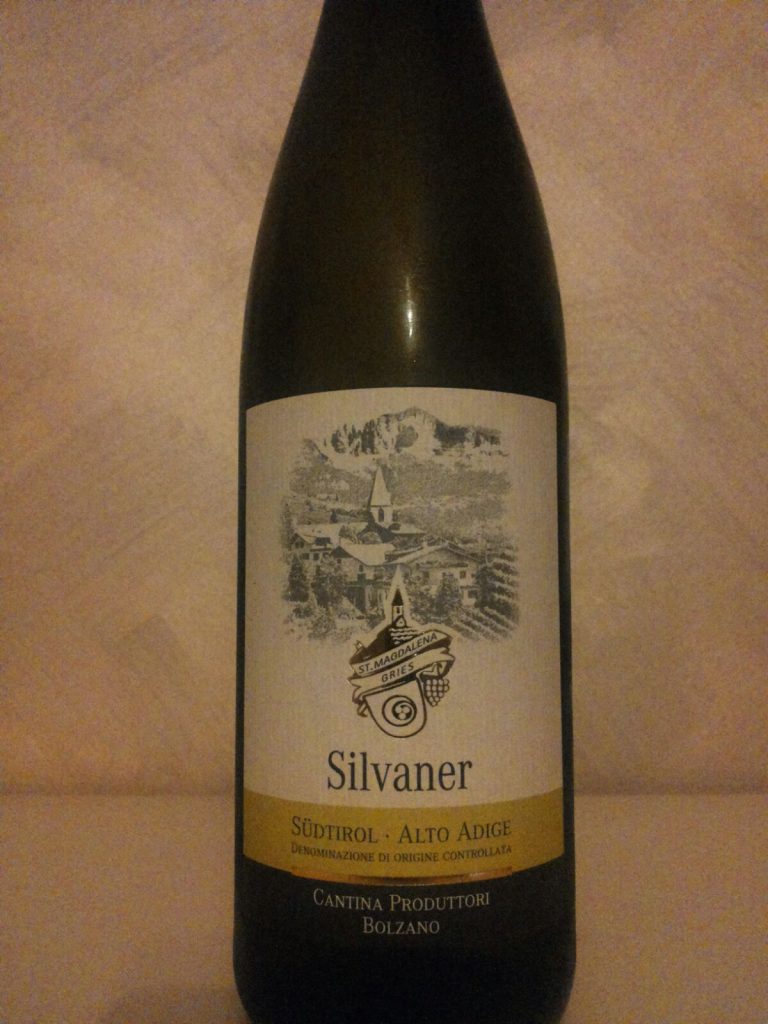 ST. MAGDALENA
GRIES
Silvaner
SÜDTIROL · ALTO ADIGE
DENOMINAZIONE DI ORIGINE CONTROLLATA
CANTINA PRODUTTORI
BOLZANO